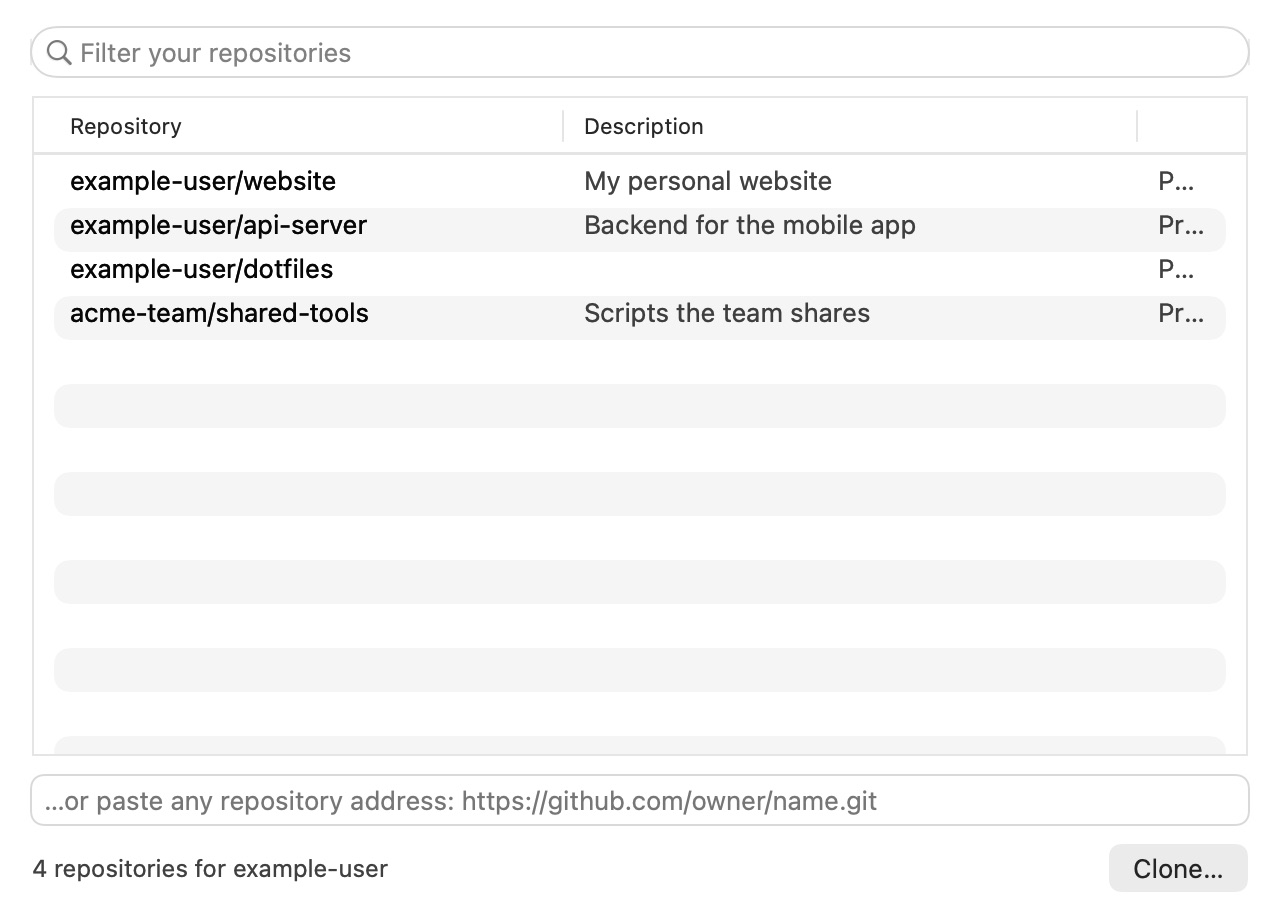 Filter your repositories
Repository Description
example-user/website My personal website P...
example-user/api-server Backend for the mobile app Pr...
example-user/dotfiles P...
acme-team/shared-tools Scripts the team shares Pr...
...or paste any repository address: https://github.com/owner/name.git
4 repositories for example-user Clone...